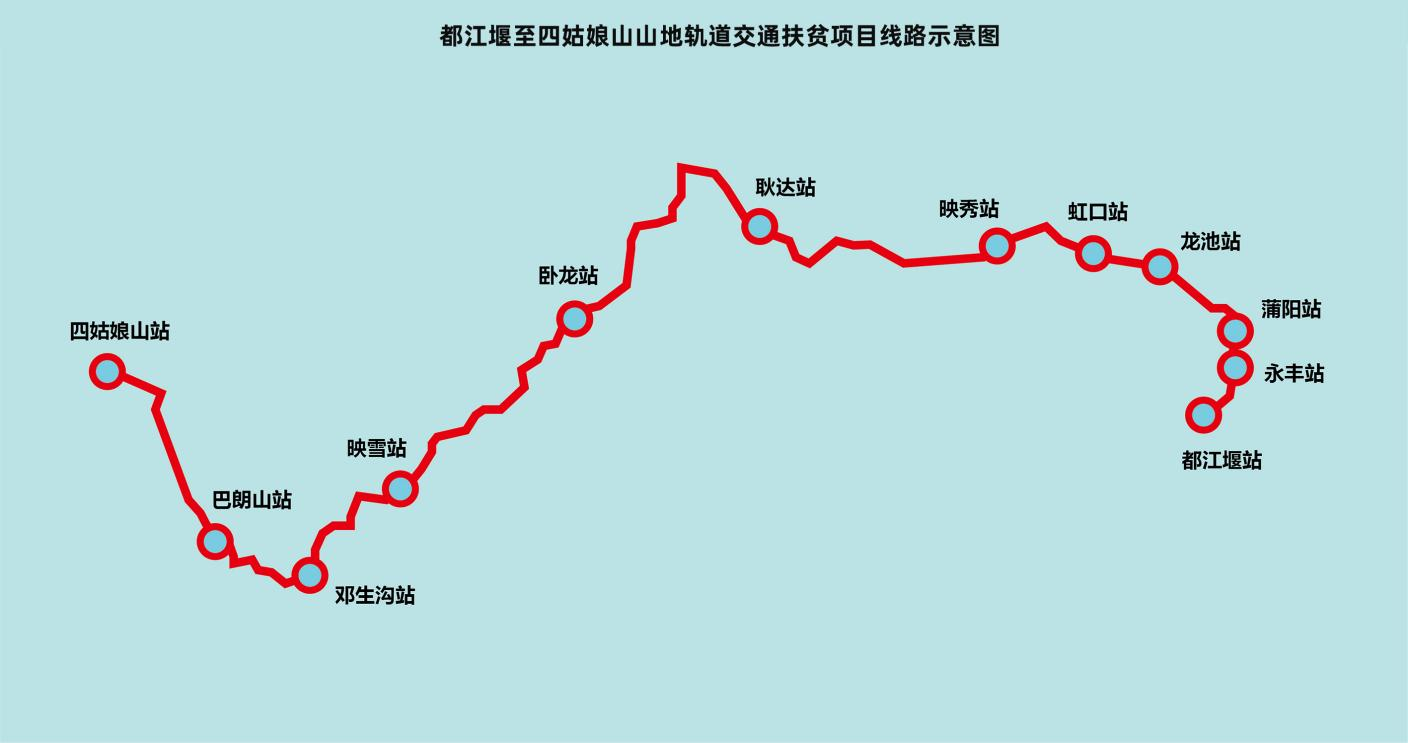 都江堰至四姑娘山山地轨道交通扶贫项目线路示意图
耿达站
映秀站
虹口站
龙池站
卧龙站
蒲阳站
四姑娘山站
永丰站
映雪站
都江堰站
巴朗山站
邓生沟站